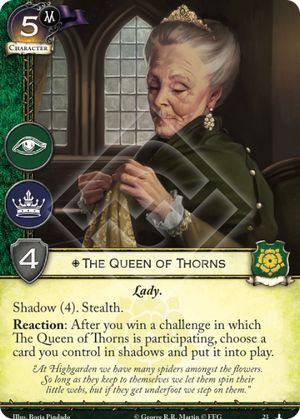 5
CHARACTER
4
THE QUEEN OF THORNS
Lady.
Shadow (4). Stealth.
Reaction: After you win a challenge in which
The Queen of Thorns is participating, choose a
card you control in shadows and put it into play.
At Highgarden we have many spiders amongst the flowers.
So long as they keep to themselves we let them spin their
little webs, but if they get underfoot we step on them."
Illus. Borja Pindado
© George R.R. Martin © FFG
23